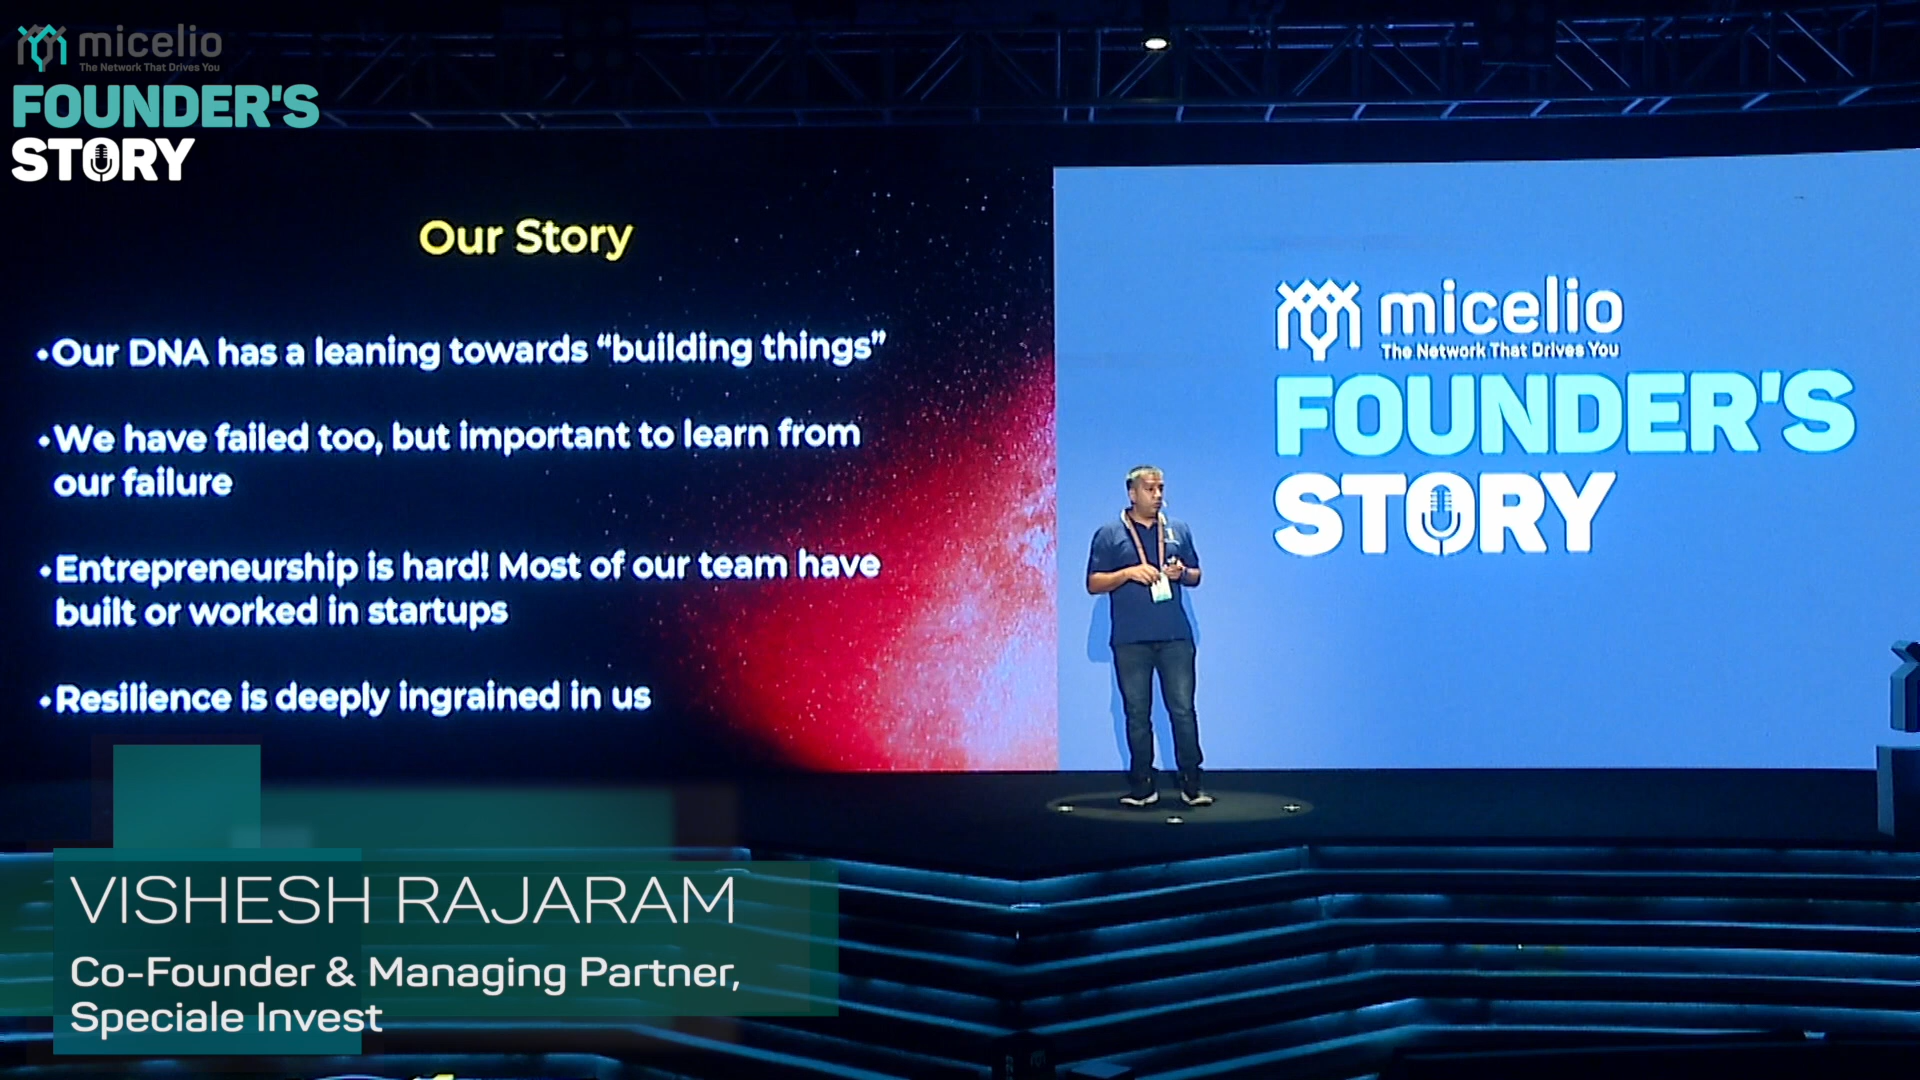 micelio
The Network That Drives You
FOUNDER'S
STORY
Our Story
•Our DNA has a leaning towards “building things”
•We have failed too, but important to learn from
our failure
•Entrepreneurship is hard! Most of our team have
built or worked in startups
•Resilience is deeply ingrained in us
micelio
The Network That Drives You
FOUNDER'S
STORY
VISHESH RAJARAM
Co-Founder & Managing Partner,
Speciale Invest